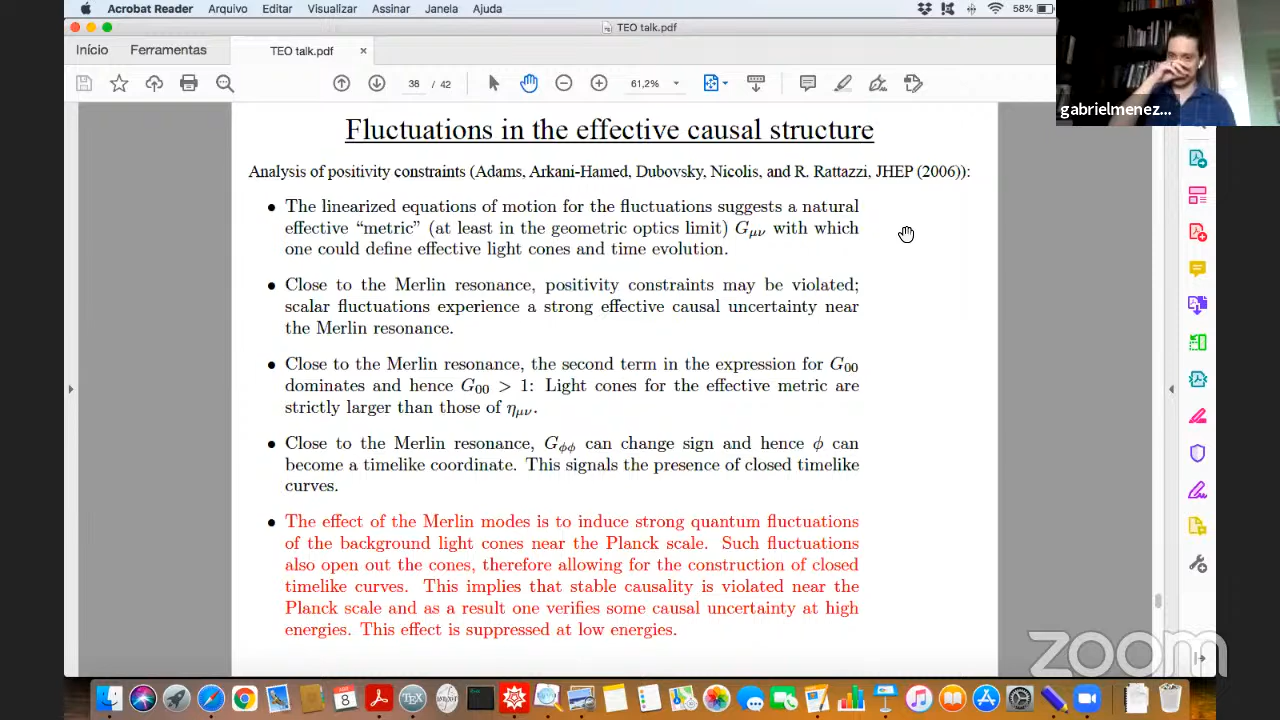 Acrobat Reader Arquivo Editar Visualizar Assinar Janela Ajuda 58%
TEO talk.pdf
Início Ferramentas TEO talk.pdf ×
38 / 42 61,2%
gabrielmenez...
Fluctuations in the effective causal structure
Analysis of positivity constraints (Adams, Arkani-Hamed, Dubovsky, Nicolis, and R. Rattazzi, JHEP (2006)):
• The linearized equations of motion for the fluctuations suggests a natural
effective “metric” (at least in the geometric optics limit) Gμν with which
one could define effective light cones and time evolution.
• Close to the Merlin resonance, positivity constraints may be violated;
scalar fluctuations experience a strong effective causal uncertainty near
the Merlin resonance.
• Close to the Merlin resonance, the second term in the expression for G00
dominates and hence G00 > 1: Light cones for the effective metric are
strictly larger than those of ημν.
• Close to the Merlin resonance, Gϕϕ can change sign and hence ϕ can
become a timelike coordinate. This signals the presence of closed timelike
curves.
• The effect of the Merlin modes is to induce strong quantum fluctuations
of the background light cones near the Planck scale. Such fluctuations
also open out the cones, therefore allowing for the construction of closed
timelike curves. This implies that stable causality is violated near the
Planck scale and as a result one verifies some causal uncertainty at high
energies. This effect is suppressed at low energies.
zoom